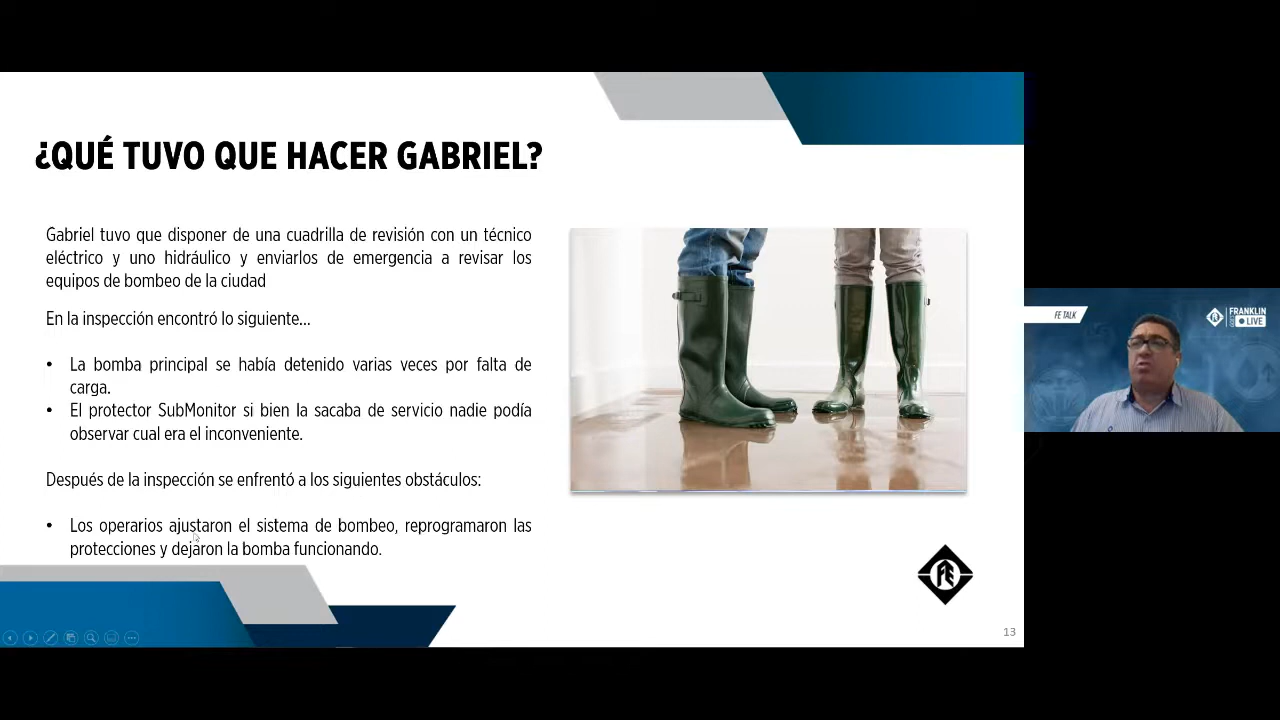 ¿QUÉ TUVO QUE HACER GABRIEL?
Gabriel tuvo que disponer de una cuadrilla de revisión con un técnico
eléctrico y uno hidráulico y enviarlos de emergencia a revisar los
equipos de bombeo de la ciudad
En la inspección encontró lo siguiente...
• La bomba principal se había detenido varias veces por falta de
carga.
• El protector SubMonitor si bien la sacaba de servicio nadie podía
observar cual era el inconveniente.
Después de la inspección se enfrentó a los siguientes obstáculos:
• Los operarios ajustaron el sistema de bombeo, reprogramaron las
protecciones y dejaron la bomba funcionando.
FE
13
FE TALK
FE
FRANKLIN
LIVE